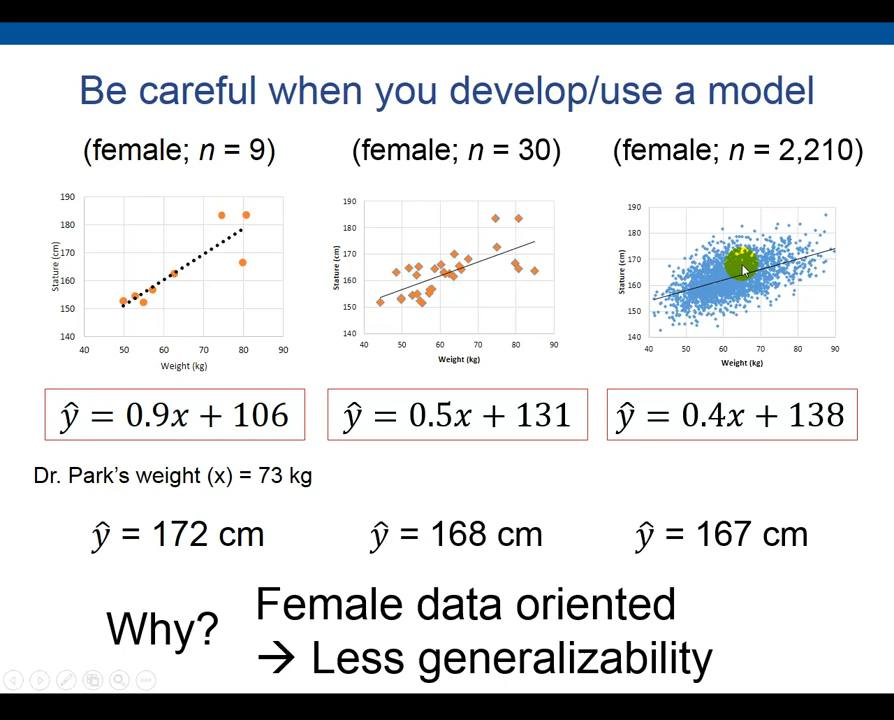 Be careful when you develop/use a model
(female; n = 9) (female; n = 30) (female; n = 2,210)
190
180
170
160
150
140
Stature (cm)
40 50 60 70 80 90
Weight (kg)
190
180
170
160
150
140
Stature (cm)
40 50 60 70 80 90
Weight (kg)
190
180
170
160
150
140
Stature (cm)
40 50 60 70 80 90
Weight (kg)
ŷ = 0.9x + 106 ŷ = 0.5x + 131 ŷ = 0.4x + 138
Dr. Park's weight (x) = 73 kg
ŷ = 172 cm ŷ = 168 cm ŷ = 167 cm
Why?
Female data oriented
→ Less generalizability